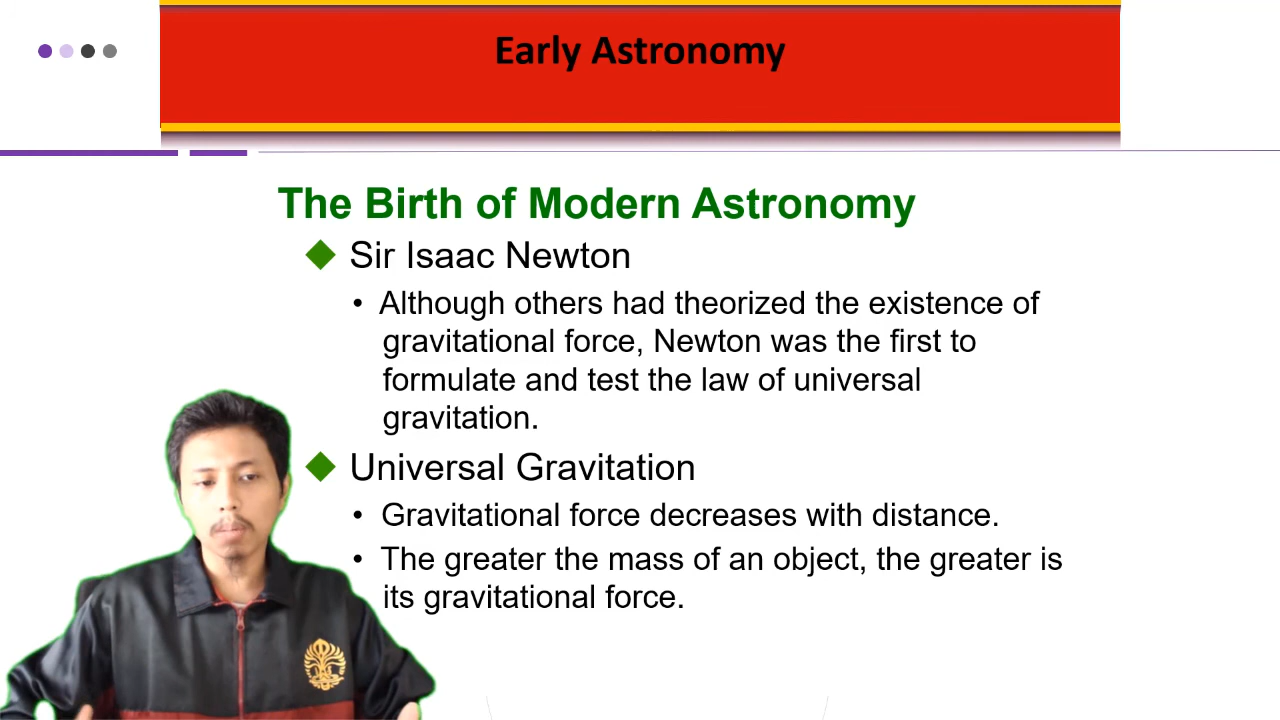 Early Astronomy
The Birth of Modern Astronomy
Sir Isaac Newton
• Although others had theorized the existence of
gravitational force, Newton was the first to
formulate and test the law of universal
gravitation.
Universal Gravitation
• Gravitational force decreases with distance.
• The greater the mass of an object, the greater is
its gravitational force.